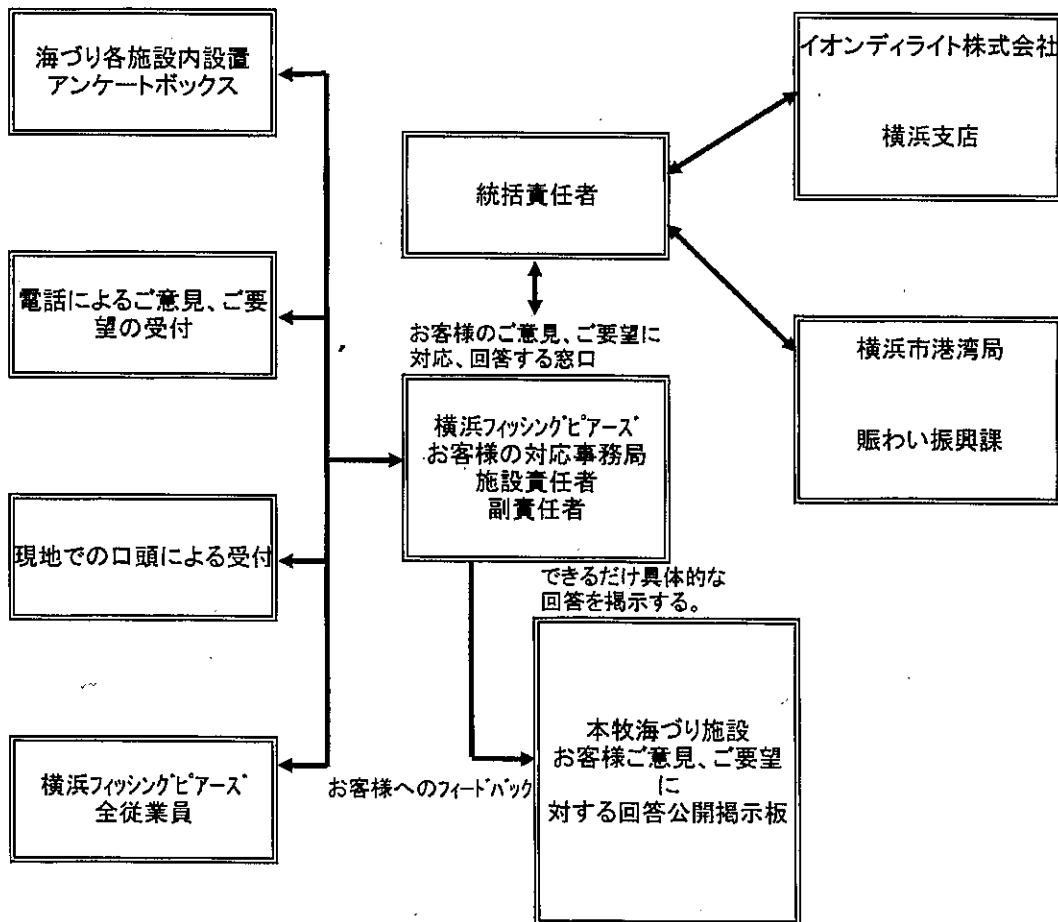 海づり各施設内設置
アンケートボックス
電話によるご意見、ご要
望の受付
現地での口頭による受付
横浜フィッシングピアーズ
全従業員
統括責任者
お客様のご意見、ご要望に
対応、回答する窓口
横浜フィッシングピアーズ
お客様の対応事務局
施設責任者
副責任者
できるだけ具体的な
回答を掲示する。
お客様へのフィードバック
本牧海づり施設
お客様ご意見、ご要望
に
対する回答公開掲示板
イオンディライト株式会社
横浜支店
横浜市港湾局
賑わい振興課